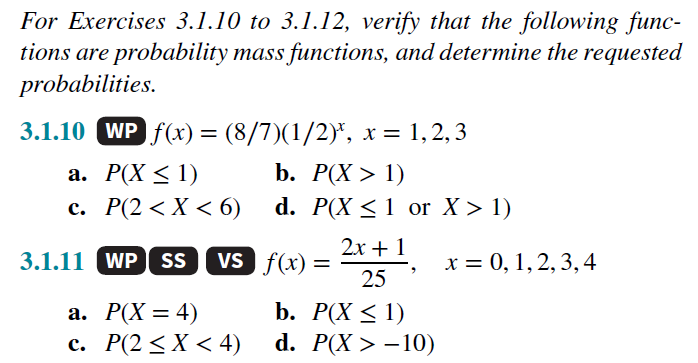 For Exercises 3.1.10 to 3.1.12, verify that the following func-
tions are probability mass functions, and determine the requested
probabilities.
3.1.10 WP f(x) = (8/7)(1/2)ˣ, x = 1, 2, 3
a. P(X ≤ 1) b. P(X > 1)
c. P(2 < X < 6) d. P(X ≤ 1 or X > 1)
3.1.11 WP SS VS f(x) = (2x + 1)/25, x = 0, 1, 2, 3, 4
a. P(X = 4) b. P(X ≤ 1)
c. P(2 ≤ X < 4) d. P(X > −10)